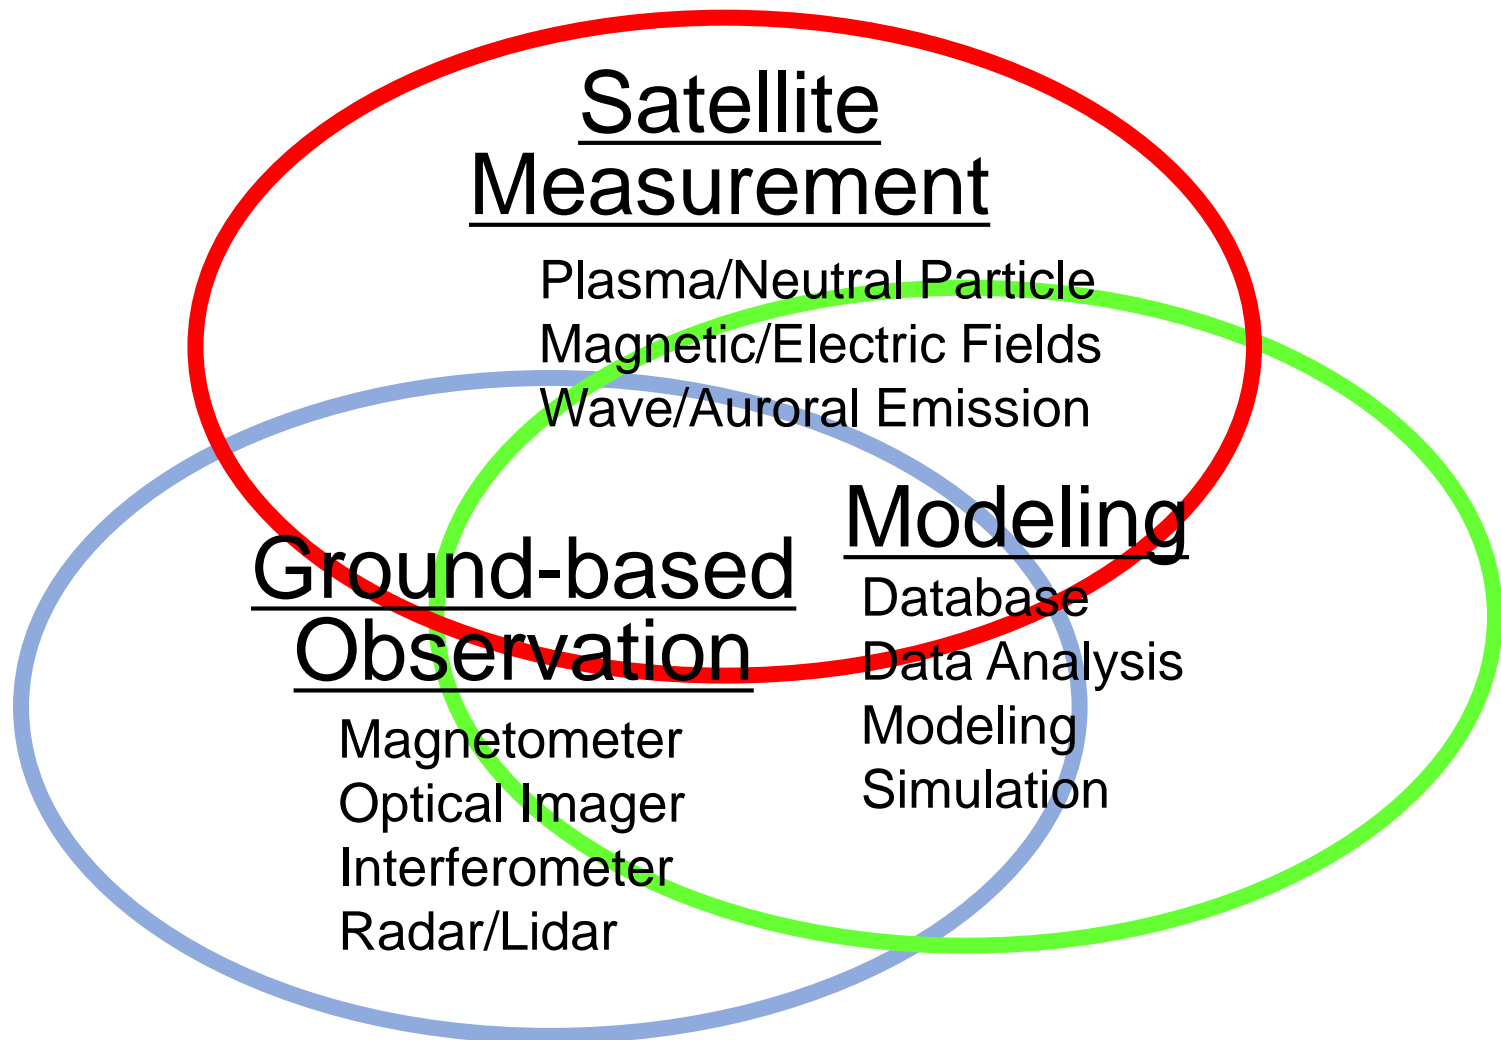 Satellite
Measurement
Plasma/Neutral Particle
Magnetic/Electric Fields
Wave/Auroral Emission
Ground-based
Observation
Magnetometer
Optical Imager
Interferometer
Radar/Lidar
Modeling
Database
Data Analysis
Modeling
Simulation